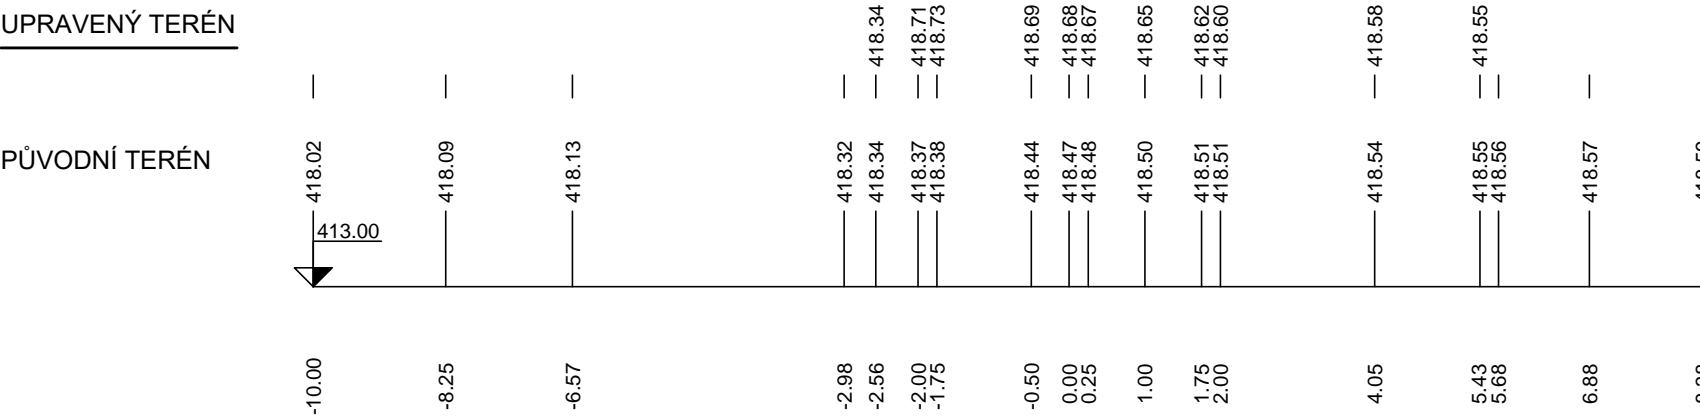 UPRAVENÝ TERÉN
418.34 418.71 418.73 418.69 418.68 418.67 418.65 418.62 418.60 418.58 418.55
PŮVODNÍ TERÉN
418.02 418.09 418.13 418.32 418.34 418.37 418.38 418.44 418.47 418.48 418.50 418.51 418.51 418.54 418.55 418.56 418.57
413.00
-10.00 -8.25 -6.57 -2.98 -2.56 -2.00 -1.75 -0.50 0.00 0.25 1.00 1.75 2.00 4.05 5.43 5.68 6.88